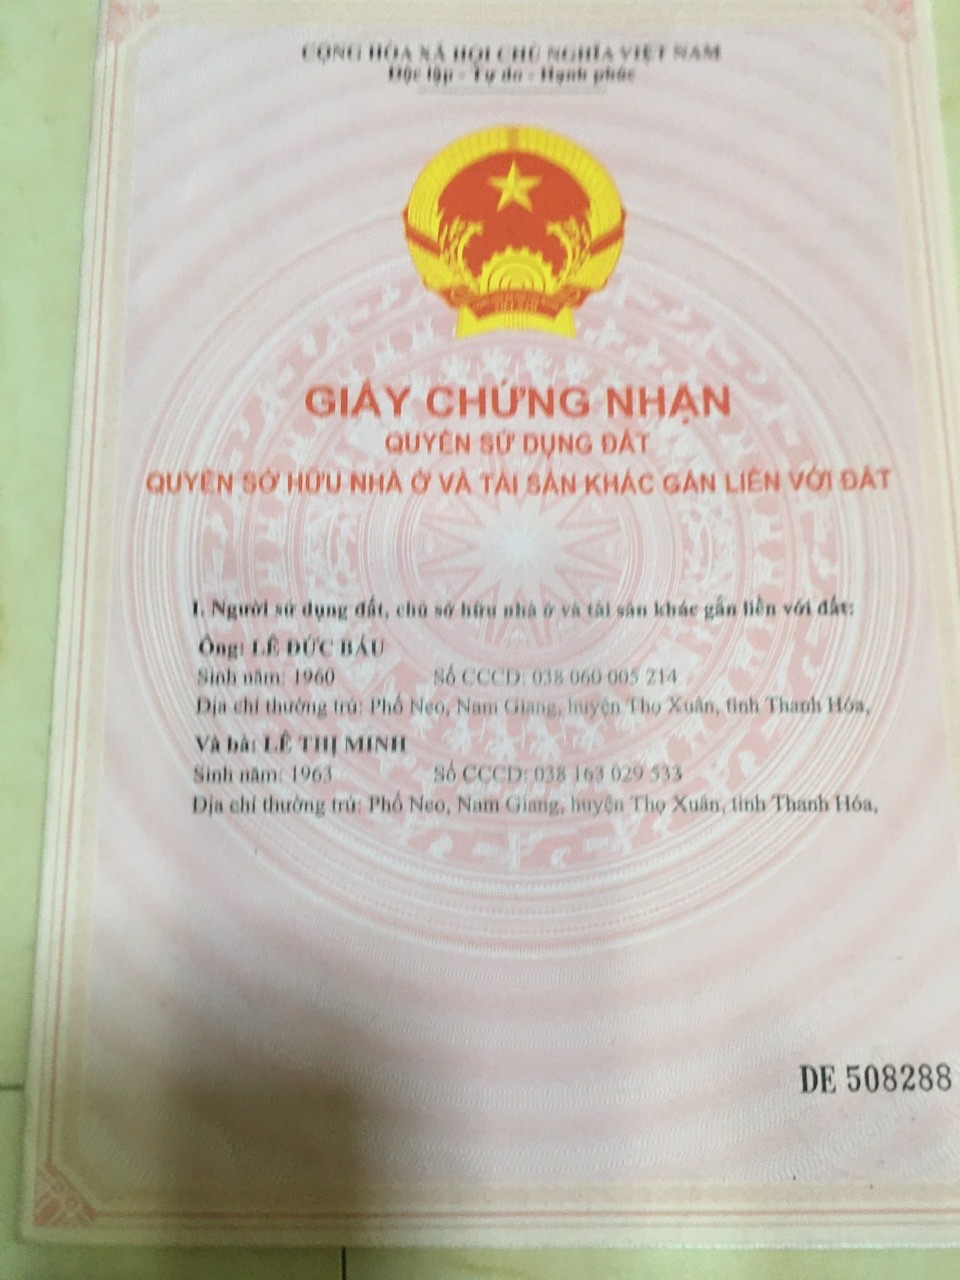 CỘNG HÒA XÃ HỘI CHỦ NGHĨA VIỆT NAM
Độc lập - Tự do - Hạnh phúc
GIẤY CHỨNG NHẬN
QUYỀN SỬ DỤNG ĐẤT
QUYỀN SỞ HỮU NHÀ Ở VÀ TÀI SẢN KHÁC GẮN LIỀN VỚI ĐẤT
I. Người sử dụng đất, chủ sở hữu nhà ở và tài sản khác gắn liền với đất:
Ông: LÊ ĐỨC BÁU
Sinh năm: 1960 Số CCCD: 038 060 005 214
Địa chỉ thường trú: Phố Neo, Nam Giang, huyện Thọ Xuân, tỉnh Thanh Hóa,
Và bà: LÊ THỊ MINH
Sinh năm: 1963 Số CCCD: 038 163 029 533
Địa chỉ thường trú: Phố Neo, Nam Giang, huyện Thọ Xuân, tỉnh Thanh Hóa,
DE 508288